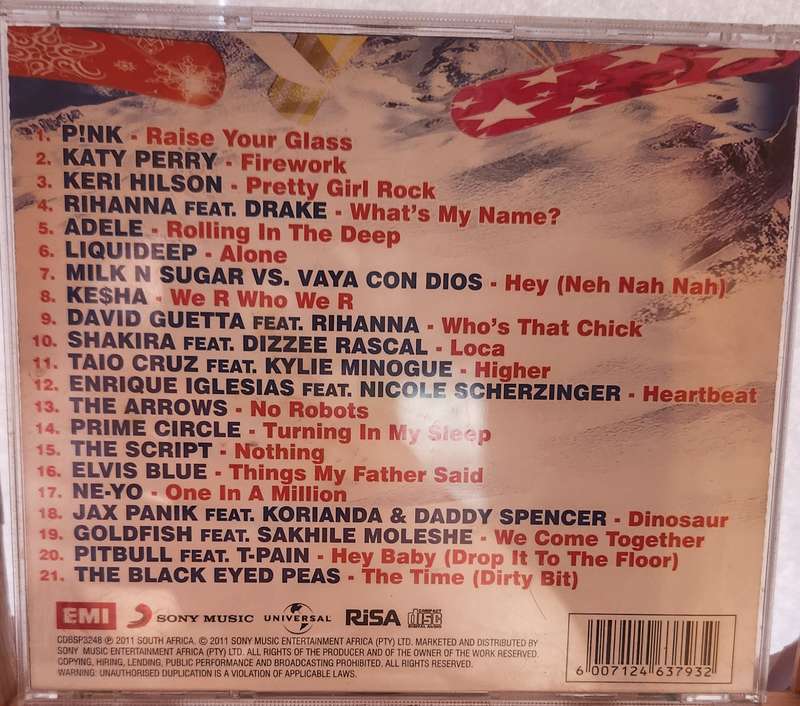 1. P!NK - Raise Your Glass
2. KATY PERRY - Firework
3. KERI HILSON - Pretty Girl Rock
4. RIHANNA FEAT. DRAKE - What's My Name?
5. ADELE - Rolling In The Deep
6. LIQUIDEEP - Alone
7. MILK N SUGAR VS. VAYA CON DIOS - Hey (Neh Nah Nah)
8. KE$HA - We R Who We R
9. DAVID GUETTA FEAT. RIHANNA - Who's That Chick
10. SHAKIRA FEAT. DIZZEE RASCAL - Loca
11. TAIO CRUZ FEAT. KYLIE MINOGUE - Higher
12. ENRIQUE IGLESIAS FEAT. NICOLE SCHERZINGER - Heartbeat
13. THE ARROWS - No Robots
14. PRIME CIRCLE - Turning In My Sleep
15. THE SCRIPT - Nothing
16. ELVIS BLUE - Things My Father Said
17. NE-YO - One In A Million
18. JAX PANIK FEAT. KORIANDA & DADDY SPENCER - Dinosaur
19. GOLDFISH FEAT. SAKHILE MOLESHE - We Come Together
20. PITBULL FEAT. T-PAIN - Hey Baby (Drop It To The Floor)
21. THE BLACK EYED PEAS - The Time (Dirty Bit)
EMI SONY MUSIC UNIVERSAL RiSA COMPACT disc DIGITAL AUDIO
CDBSP3248 ℗ 2011 SOUTH AFRICA. © 2011 SONY MUSIC ENTERTAINMENT AFRICA (PTY) LTD. MARKETED AND DISTRIBUTED BY
SONY MUSIC ENTERTAINMENT AFRICA (PTY) LTD. ALL RIGHTS OF THE PRODUCER AND OF THE OWNER OF THE WORK RESERVED.
COPYING, HIRING, LENDING, PUBLIC PERFORMANCE AND BROADCASTING PROHIBITED. ALL RIGHTS RESERVED.
WARNING: UNAUTHORISED DUPLICATION IS A VIOLATION OF APPLICABLE LAWS.
6 007124 637932